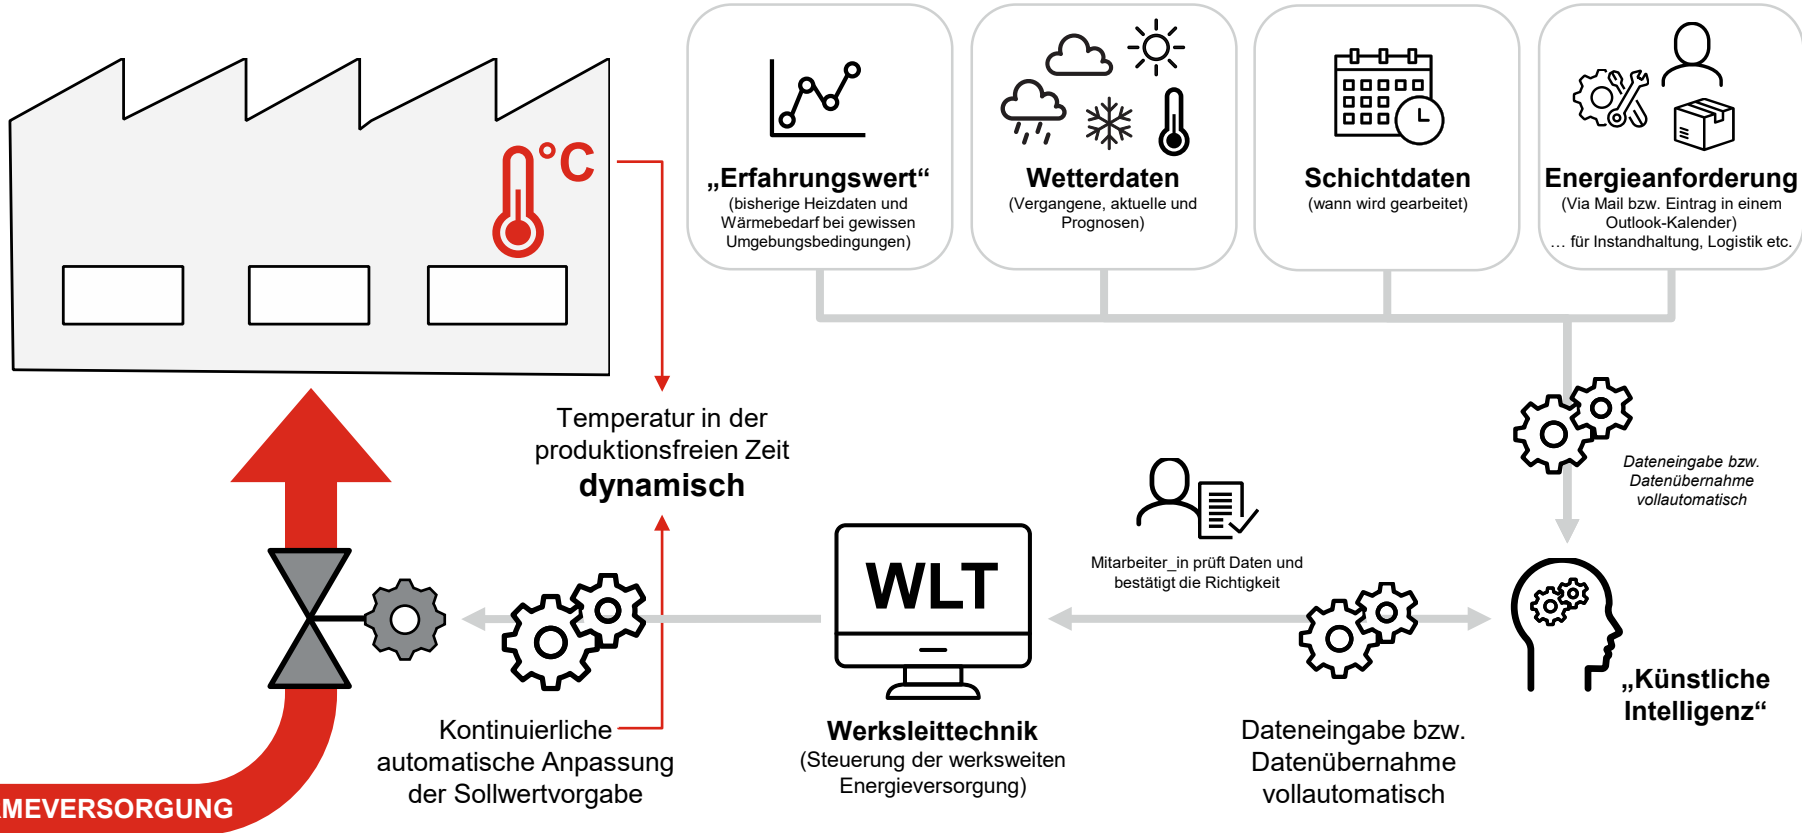 °C
„Erfahrungswert“
(bisherige Heizdaten und
Wärmebedarf bei gewissen
Umgebungsbedingungen)
Wetterdaten
(Vergangene, aktuelle und
Prognosen)
Schichtdaten
(wann wird gearbeitet)
Energieanforderung
(Via Mail bzw. Eintrag in einem
Outlook-Kalender)
… für Instandhaltung, Logistik etc.
Temperatur in der
produktionsfreien Zeit
dynamisch
Dateneingabe bzw.
Datenübernahme
vollautomatisch
Mitarbeiter_in prüft Daten und
bestätigt die Richtigkeit
WLT
„Künstliche
Intelligenz“
Kontinuierliche
automatische Anpassung
der Sollwertvorgabe
Werksleittechnik
(Steuerung der werksweiten
Energieversorgung)
Dateneingabe bzw.
Datenübernahme
vollautomatisch
MEVERSORGUNG